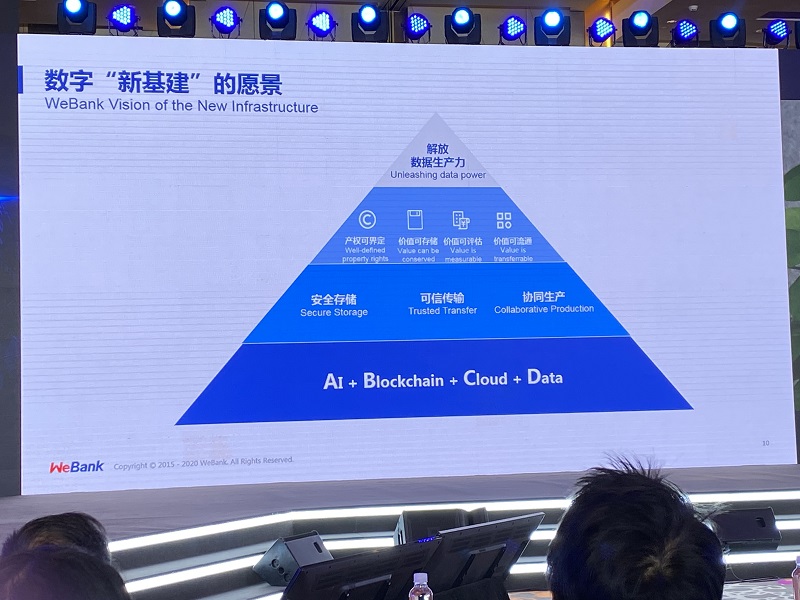 数字“新基建”的愿景
WeBank Vision of the New Infrastructure
解放
数据生产力
Unleashing data power
产权可界定
Well-defined
property rights
价值可存储
Value can be
conserved
价值可评估
Value is
measurable
价值可流通
Value is
transferrable
安全存储
Secure Storage
可信传输
Trusted Transfer
协同生产
Collaborative Production
AI + Blockchain + Cloud + Data
WeBank
Copyright © 2015 - 2020 WeBank. All Rights Reserved.
10